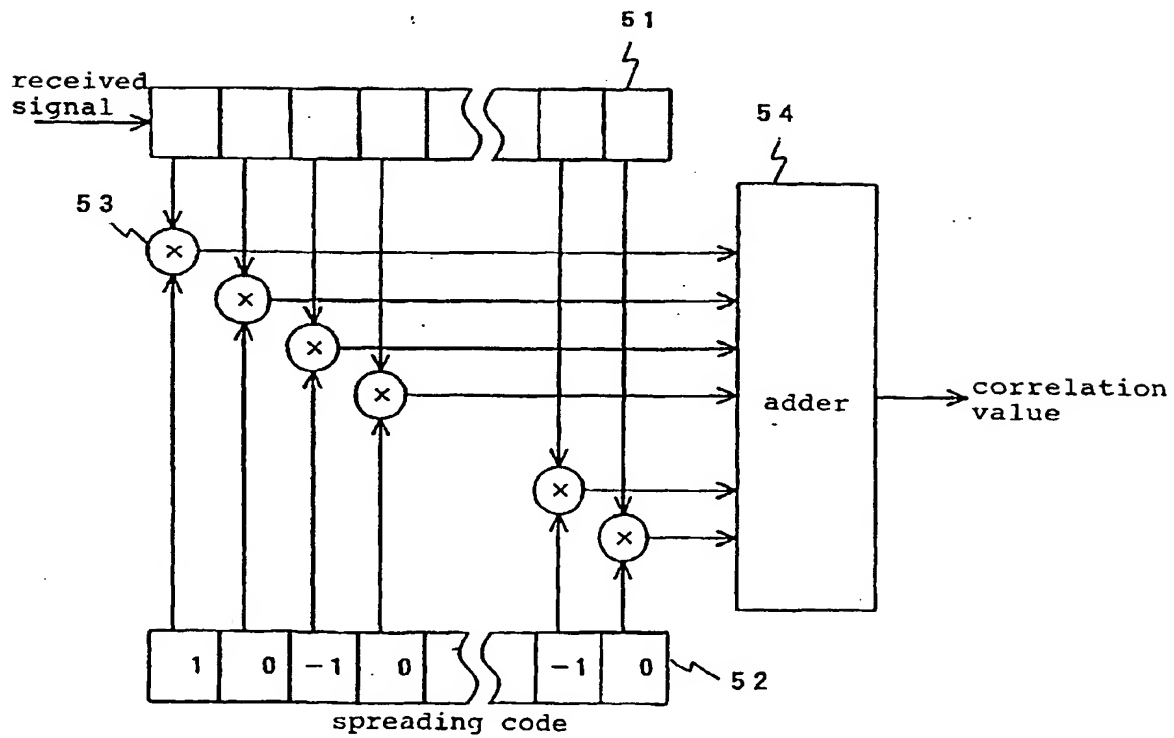 51
received
signal
54
53
adder
correlation
value
1 0 -1 0 -1 0
52
spreading code